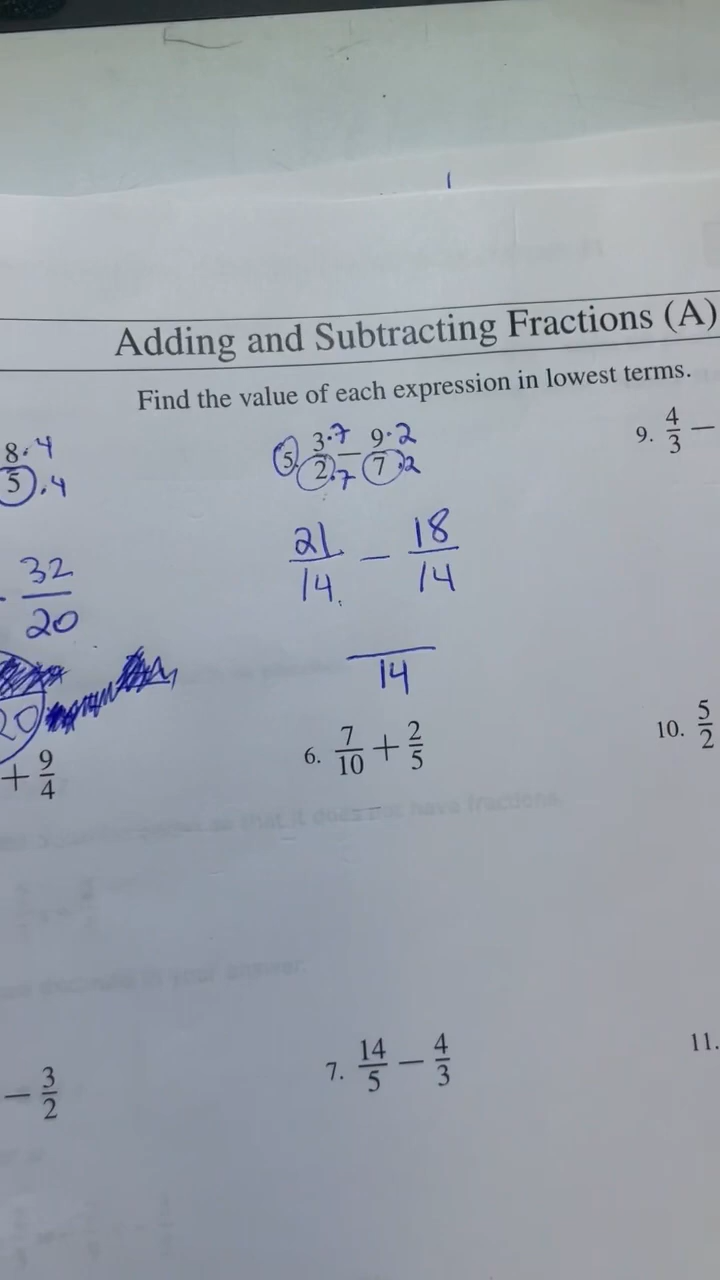 Adding and Subtracting Fractions (A)
Find the value of each expression in lowest terms.
8·4
5.4
32
20
20
+ 9/4
- 3/2
5. 3·7/2·7 - 9·2/7·2
21/14 - 18/14
/14
6. 7/10 + 2/5
7. 14/5 - 4/3
9. 4/3 -
10. 5/2
11.